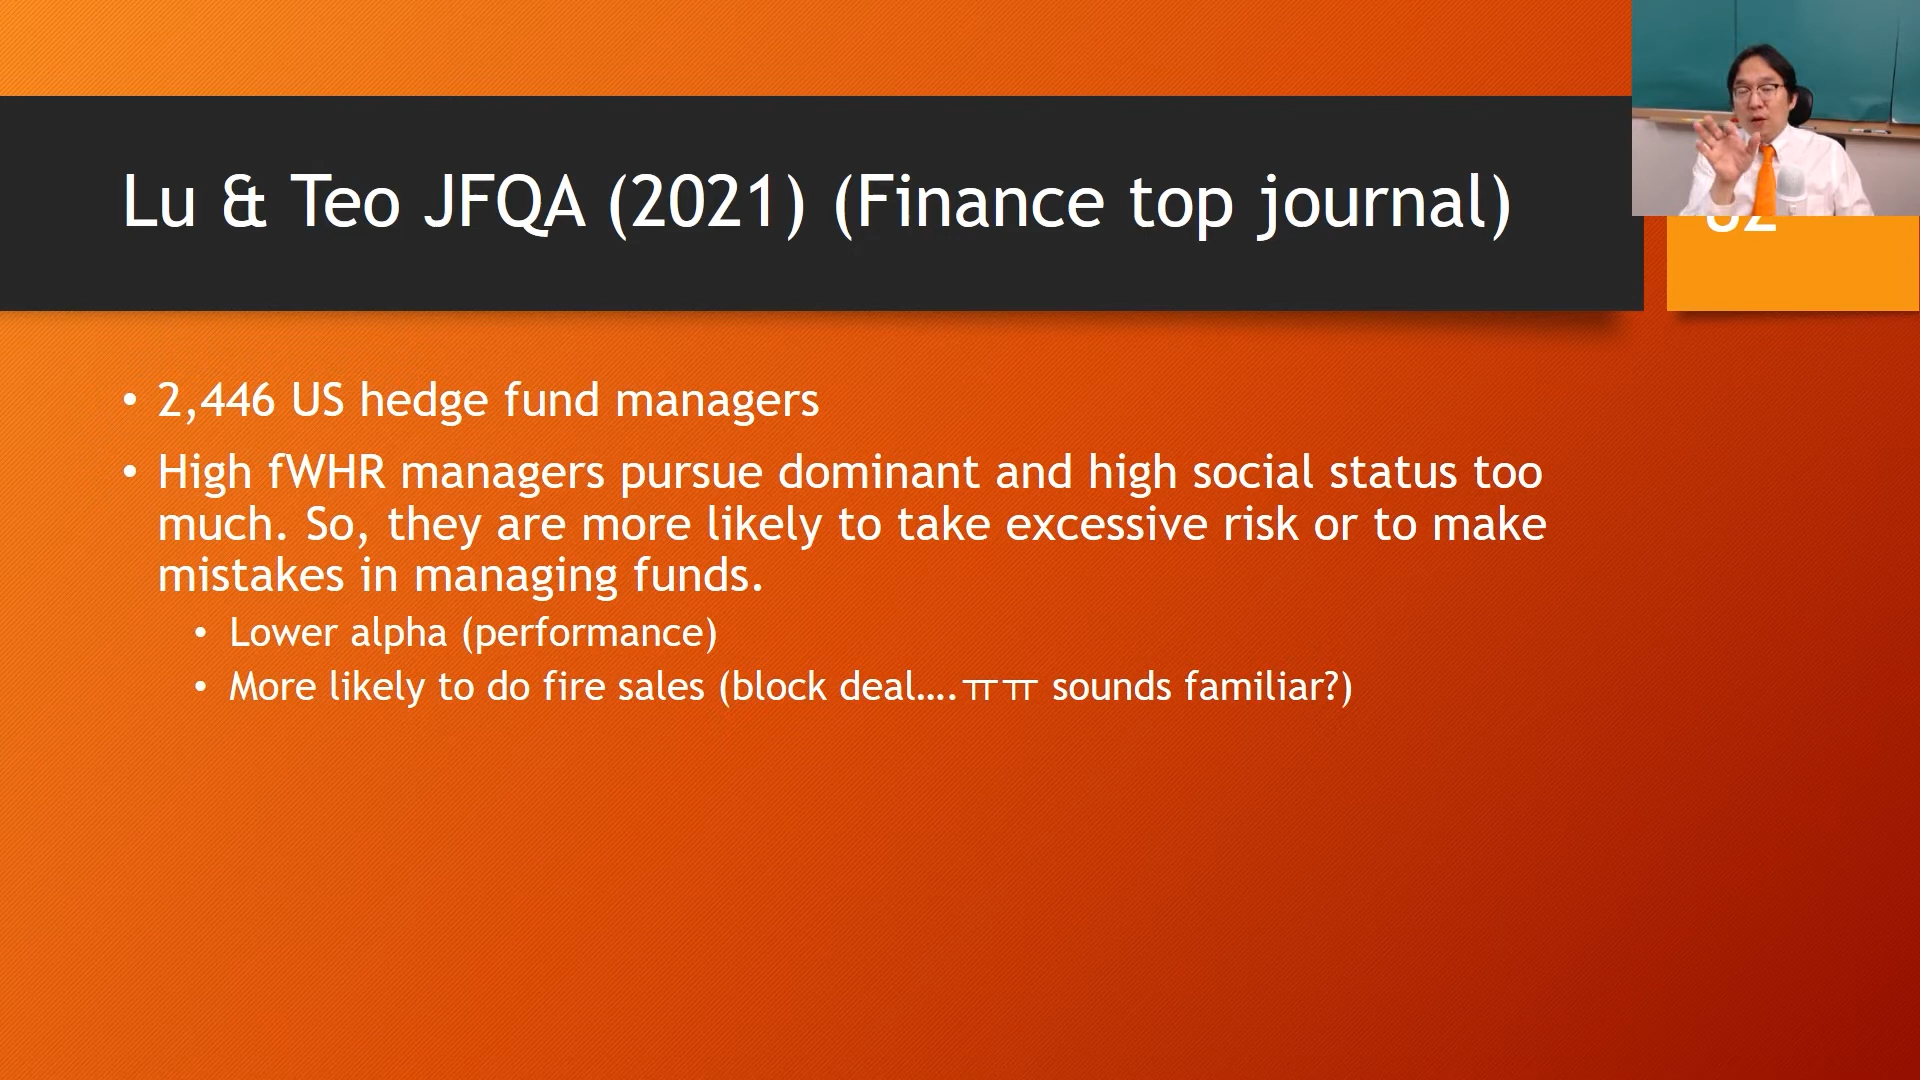 Lu & Teo JFQA (2021) (Finance top journal)
• 2,446 US hedge fund managers
• High fWHR managers pursue dominant and high social status too
much. So, they are more likely to take excessive risk or to make
mistakes in managing funds.
• Lower alpha (performance)
• More likely to do fire sales (block deal….ㅠㅠ sounds familiar?)